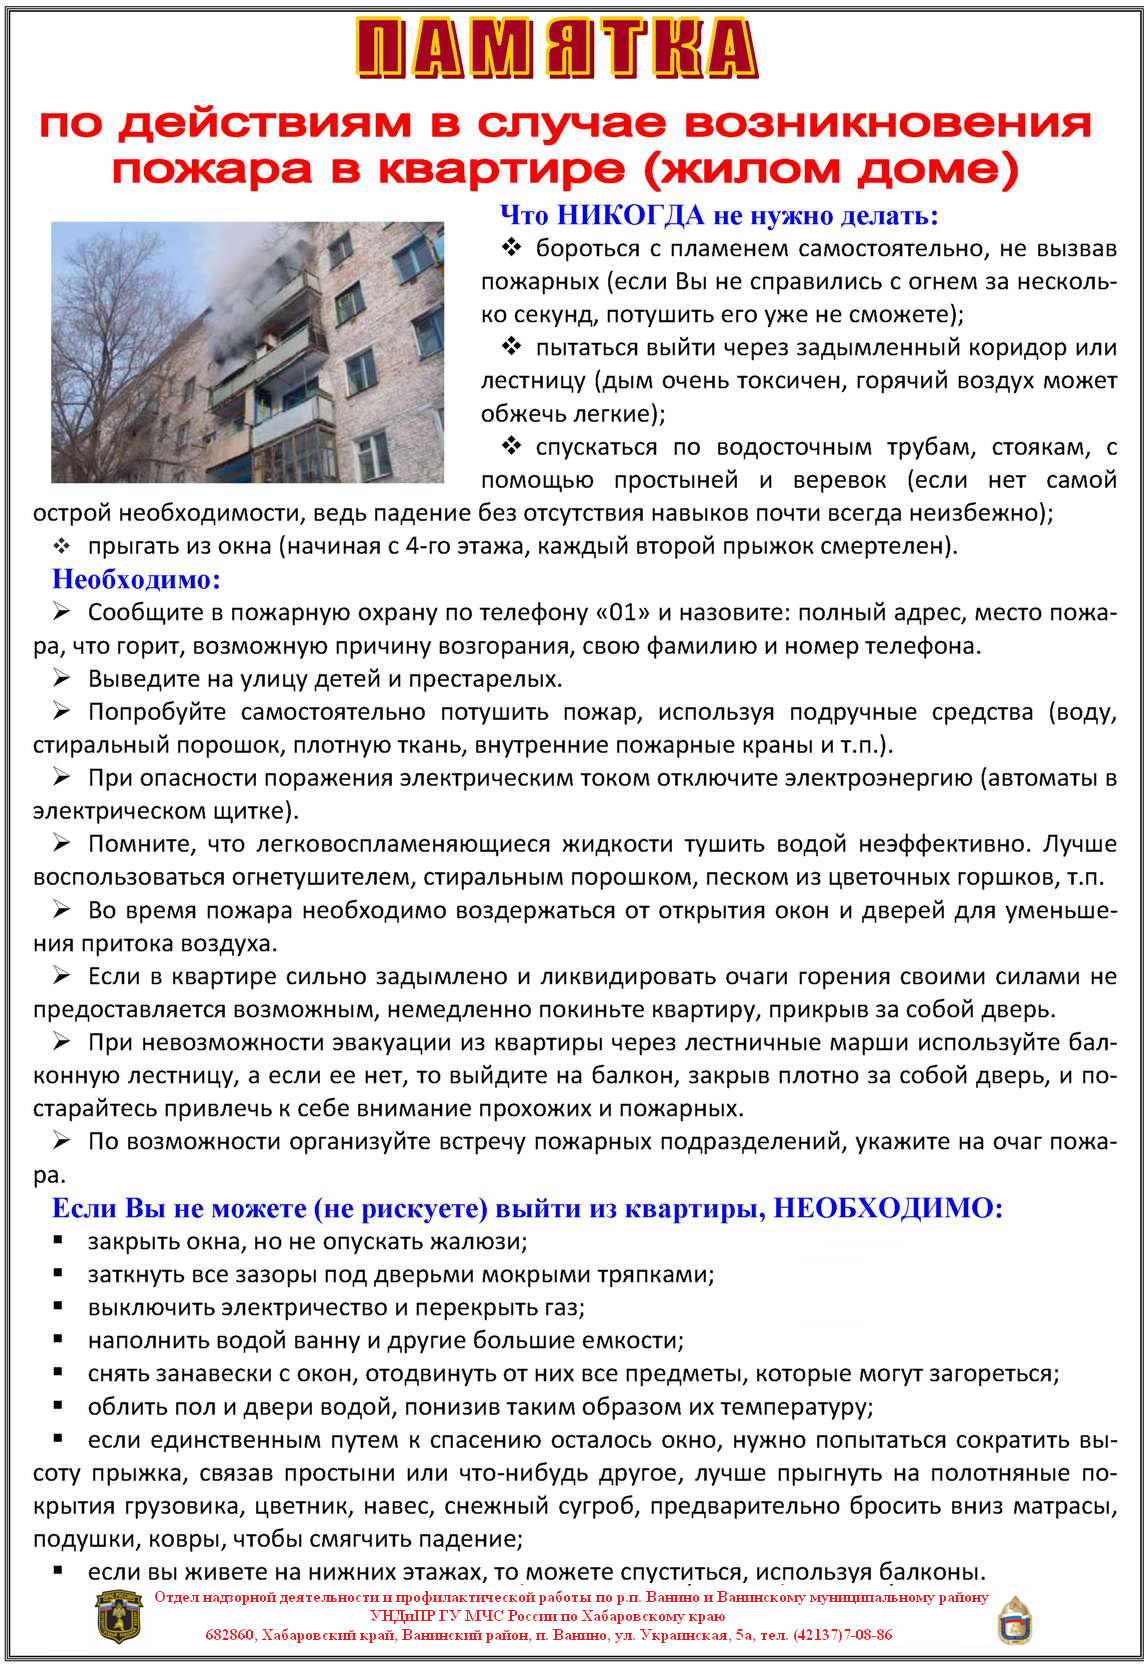 ПАМЯТКА
по действиям в случае возникновения
пожара в квартире (жилом доме)
Что НИКОГДА не нужно делать:
❖ бороться с пламенем самостоятельно, не вызвав
пожарных (если Вы не справились с огнем за несколь-
ко секунд, потушить его уже не сможете);
❖ пытаться выйти через задымленный коридор или
лестницу (дым очень токсичен, горячий воздух может
обжечь легкие);
❖ спускаться по водосточным трубам, стоякам, с
помощью простыней и веревок (если нет самой
острой необходимости, ведь падение без отсутствия навыков почти всегда неизбежно);
❖ прыгать из окна (начиная с 4-го этажа, каждый второй прыжок смертелен).
Необходимо:
➢ Сообщите в пожарную охрану по телефону «01» и назовите: полный адрес, место пожа-
ра, что горит, возможную причину возгорания, свою фамилию и номер телефона.
➢ Выведите на улицу детей и престарелых.
➢ Попробуйте самостоятельно потушить пожар, используя подручные средства (воду,
стиральный порошок, плотную ткань, внутренние пожарные краны и т.п.).
➢ При опасности поражения электрическим током отключите электроэнергию (автоматы в
электрическом щитке).
➢ Помните, что легковоспламеняющиеся жидкости тушить водой неэффективно. Лучше
воспользоваться огнетушителем, стиральным порошком, песком из цветочных горшков, т.п.
➢ Во время пожара необходимо воздержаться от открытия окон и дверей для уменьше-
ния притока воздуха.
➢ Если в квартире сильно задымлено и ликвидировать очаги горения своими силами не
предоставляется возможным, немедленно покиньте квартиру, прикрыв за собой дверь.
➢ При невозможности эвакуации из квартиры через лестничные марши используйте бал-
конную лестницу, а если ее нет, то выйдите на балкон, закрыв плотно за собой дверь, и по-
старайтесь привлечь к себе внимание прохожих и пожарных.
➢ По возможности организуйте встречу пожарных подразделений, укажите на очаг пожа-
ра.
Если Вы не можете (не рискуете) выйти из квартиры, НЕОБХОДИМО:
▪ закрыть окна, но не опускать жалюзи;
▪ заткнуть все зазоры под дверьми мокрыми тряпками;
▪ выключить электричество и перекрыть газ;
▪ наполнить водой ванну и другие большие емкости;
▪ снять занавески с окон, отодвинуть от них все предметы, которые могут загореться;
▪ облить пол и двери водой, понизив таким образом их температуру;
▪ если единственным путем к спасению осталось окно, нужно попытаться сократить вы-
соту прыжка, связав простыни или что-нибудь другое, лучше прыгнуть на полотняные по-
крытия грузовика, цветник, навес, снежный сугроб, предварительно бросить вниз матрасы,
подушки, ковры, чтобы смягчить падение;
▪ если вы живете на нижних этажах, то можете спуститься, используя балконы.
Отдел надзорной деятельности и профилактической работы по р.п. Ванино и Ванинскому муниципальному району
УНДиПР ГУ МЧС России по Хабаровскому краю
682860, Хабаровский край, Ванинский район, п. Ванино, ул. Украинская, 5а, тел. (42137)7-08-86